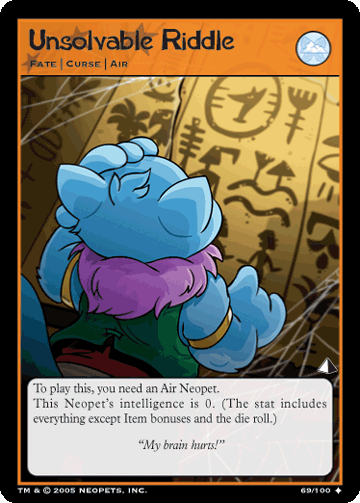 Unsolvable Riddle
Fate | Curse | Air
To play this, you need an Air Neopet.
This Neopet's intelligence is 0. (The stat includes
everything except Item bonuses and the die roll.)
"My brain hurts!"
TM & © 2005 NEOPETS, INC.
69/100 ♦